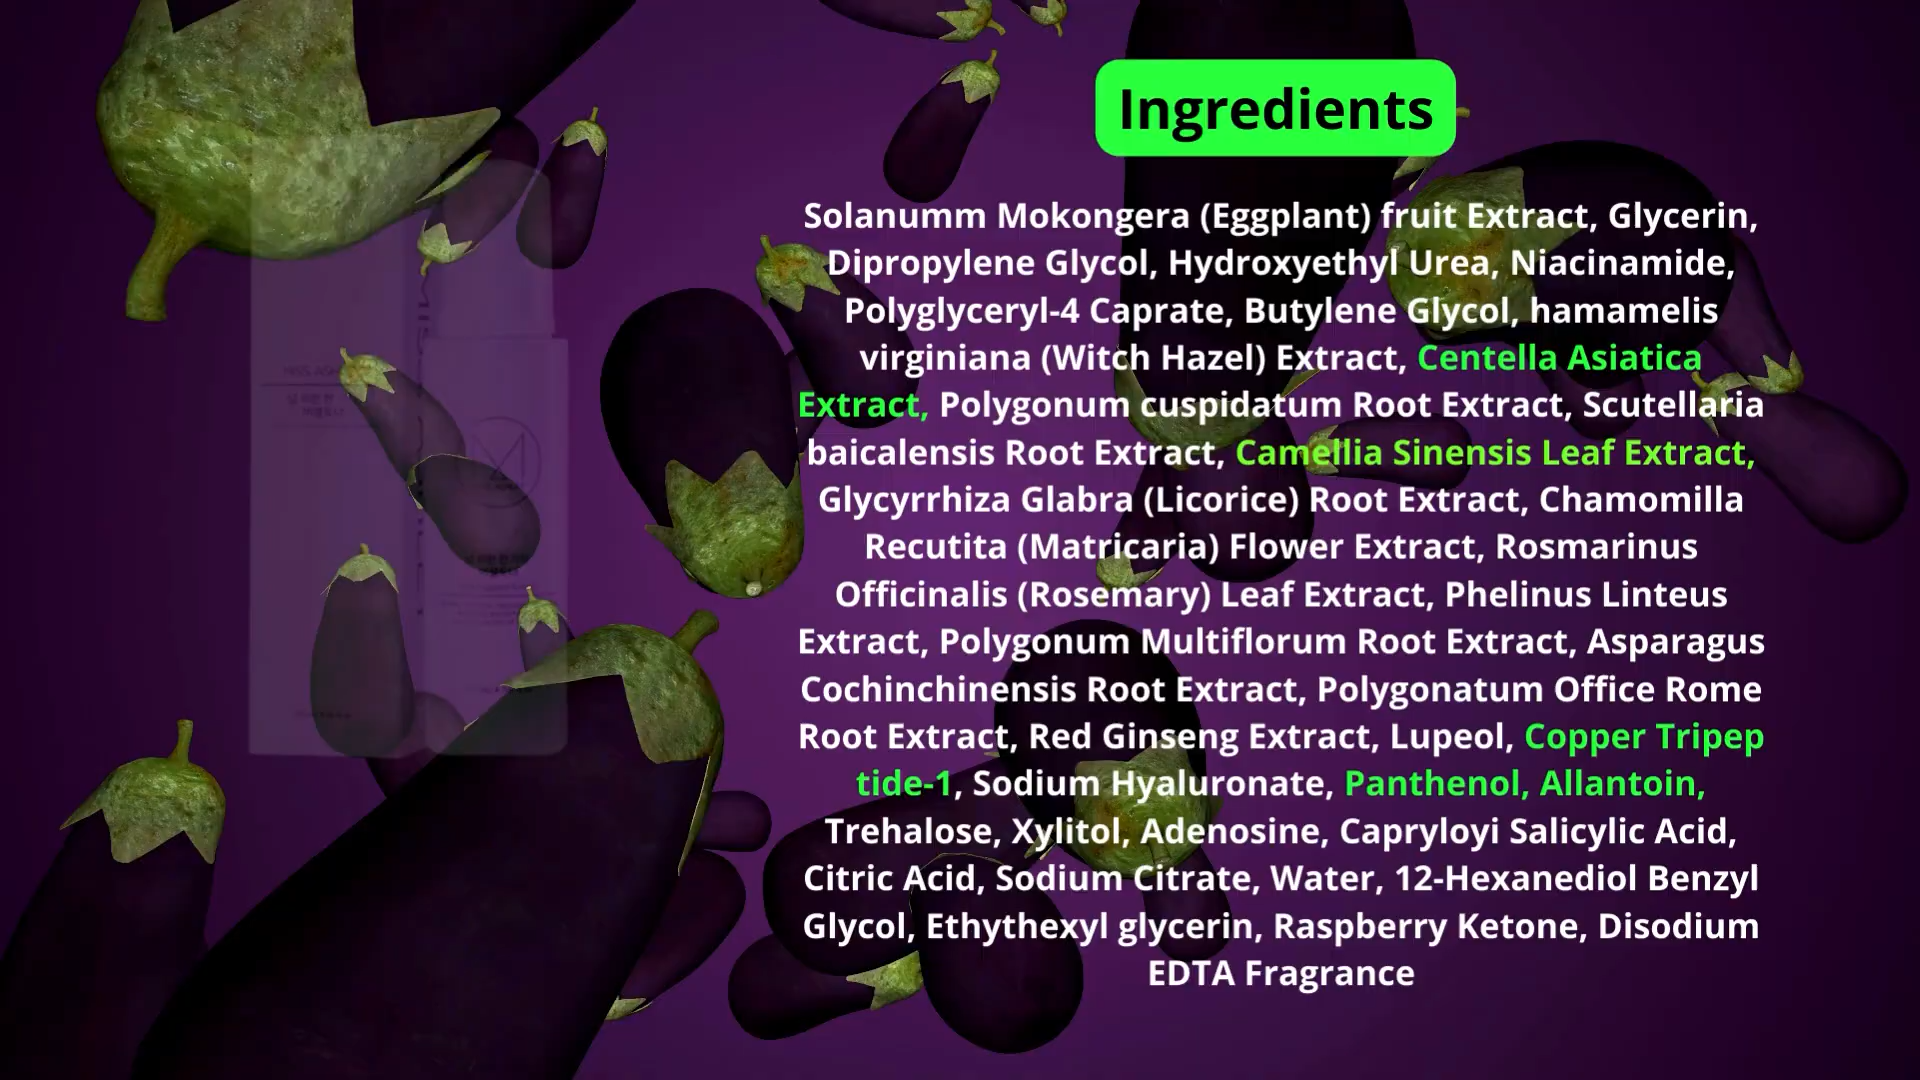 Ingredients
Solanumm Mokongera (Eggplant) fruit Extract, Glycerin,
Dipropylene Glycol, Hydroxyethyl Urea, Niacinamide,
Polyglyceryl-4 Caprate, Butylene Glycol, hamamelis
virginiana (Witch Hazel) Extract, Centella Asiatica
Extract, Polygonum cuspidatum Root Extract, Scutellaria
baicalensis Root Extract, Camellia Sinensis Leaf Extract,
Glycyrrhiza Glabra (Licorice) Root Extract, Chamomilla
Recutita (Matricaria) Flower Extract, Rosmarinus
Officinalis (Rosemary) Leaf Extract, Phelinus Linteus
Extract, Polygonum Multiflorum Root Extract, Asparagus
Cochinchinensis Root Extract, Polygonatum Office Rome
Root Extract, Red Ginseng Extract, Lupeol, Copper Tripep
tide-1, Sodium Hyaluronate, Panthenol, Allantoin,
Trehalose, Xylitol, Adenosine, Capryloyi Salicylic Acid,
Citric Acid, Sodium Citrate, Water, 12-Hexanediol Benzyl
Glycol, Ethythexyl glycerin, Raspberry Ketone, Disodium
EDTA Fragrance